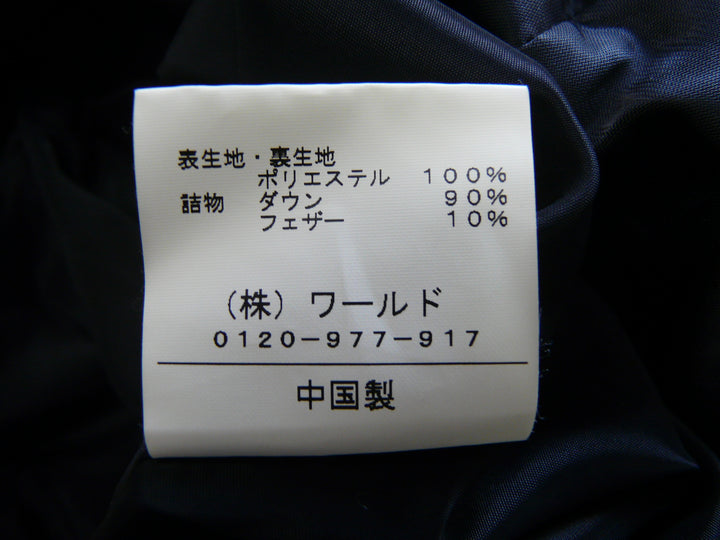 表生地・裏生地
ポリエステル 100%
詰物 ダウン 90%
フェザー 10%
(株) ワールド
0120-977-917
中国製